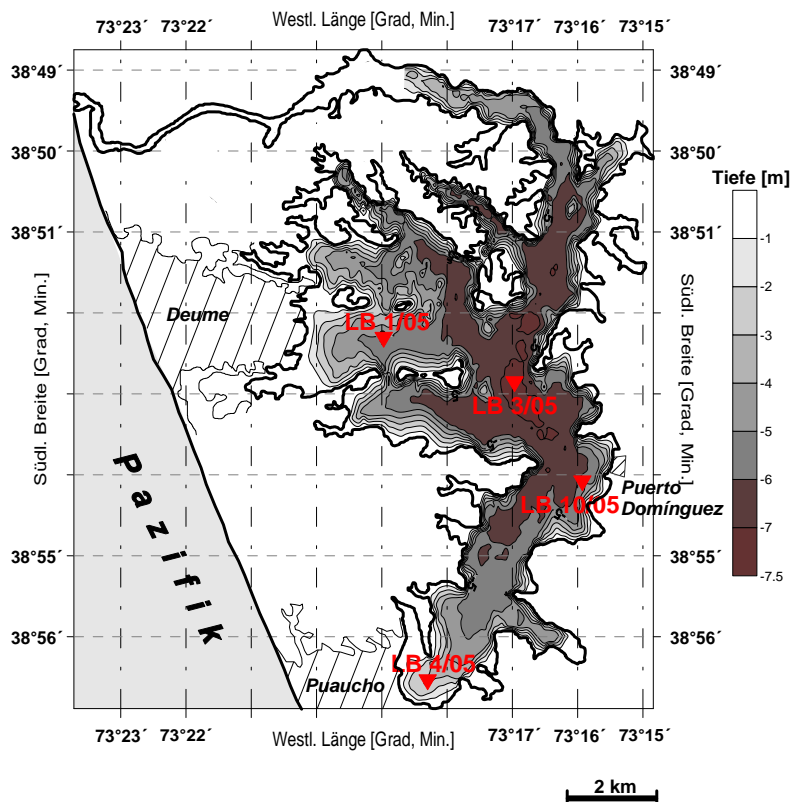 Westl. Länge [Grad, Min.]
73°23´ 73°22´ 73°17´ 73°16´ 73°15´
38°49´ 38°49´
38°50´ 38°50´
Tiefe [m]
38°51´ 38°51´
-1
-2
-3
-4
-5
-6
-7
-7.5
Südl. Breite [Grad, Min.]
Südl. Breite [Grad, Min.]
Deume
LB 1/05
LB 3/05
LB 10/05
Puerto
Domínguez
Pazifik
38°55´ 38°55´
38°56´ 38°56´
LB 4/05
Puaucho
73°23´ 73°22´ 73°17´ 73°16´ 73°15´
Westl. Länge [Grad, Min.]
2 km